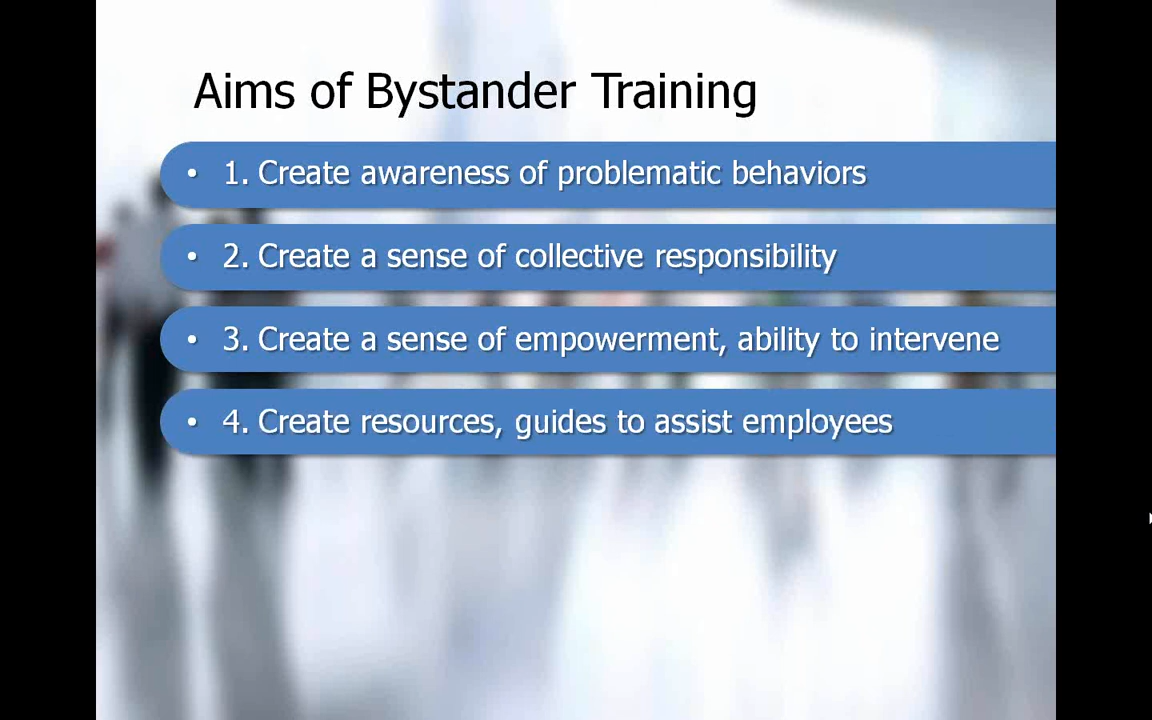 Aims of Bystander Training
• 1. Create awareness of problematic behaviors
• 2. Create a sense of collective responsibility
• 3. Create a sense of empowerment, ability to intervene
• 4. Create resources, guides to assist employees